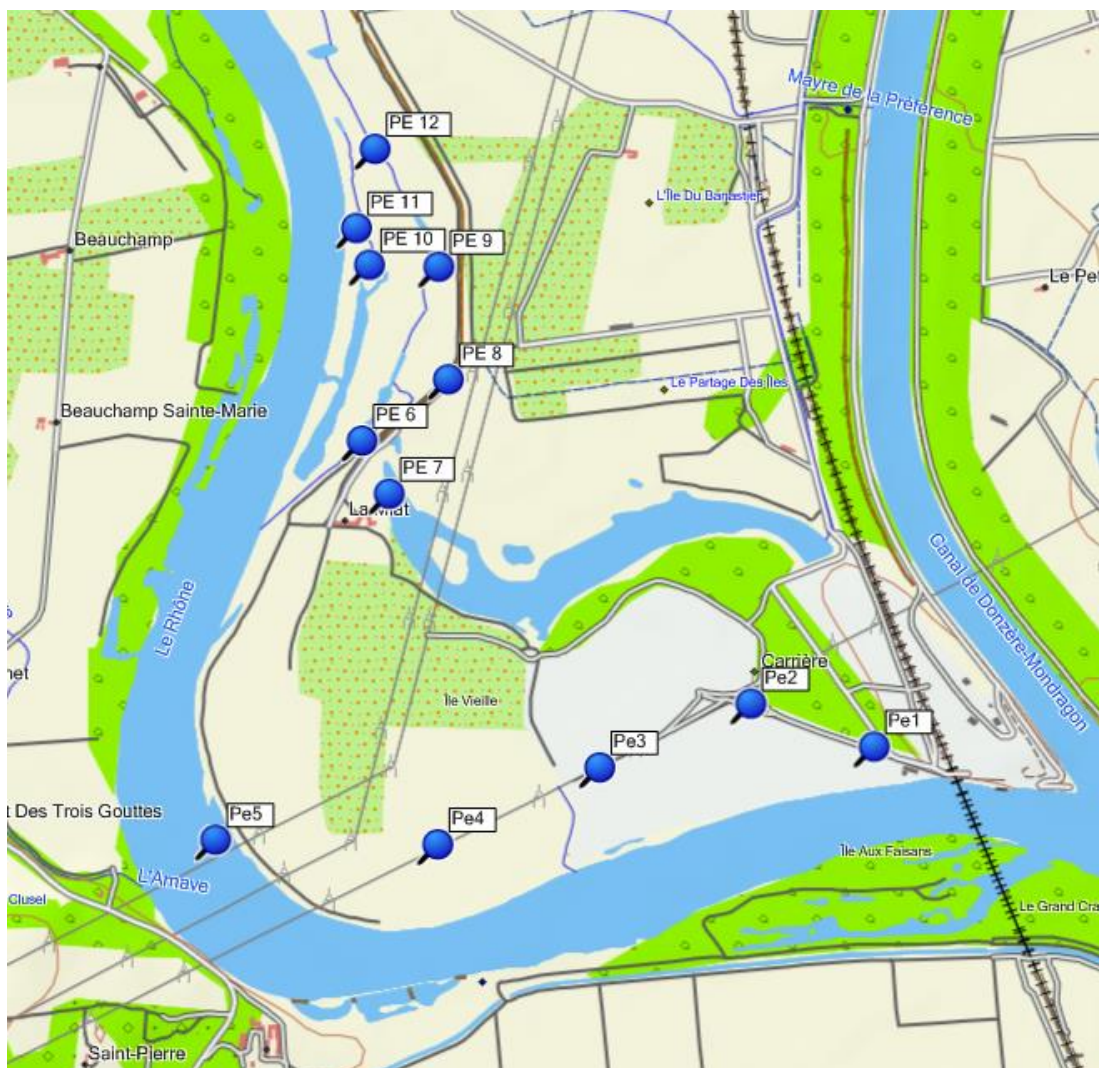 Mayre de la Préférence
PE 12
L'Île Du Banastier
PE 11
Beauchamp
PE 10
PE 9
PE 8
Le Partage Des Îles
Beauchamp Sainte-Marie
PE 6
PE 7
Le Rhône
Canal de Donzère-Mondragon
Carrière
Île Vieille
Pe2
Pe1
Pe3
t Des Trois Gouttes
Pe5
Pe4
L'Arnave
Île Aux Faisans
Clusel
Le Grand Cra
Saint-Pierre
net
Le Pet